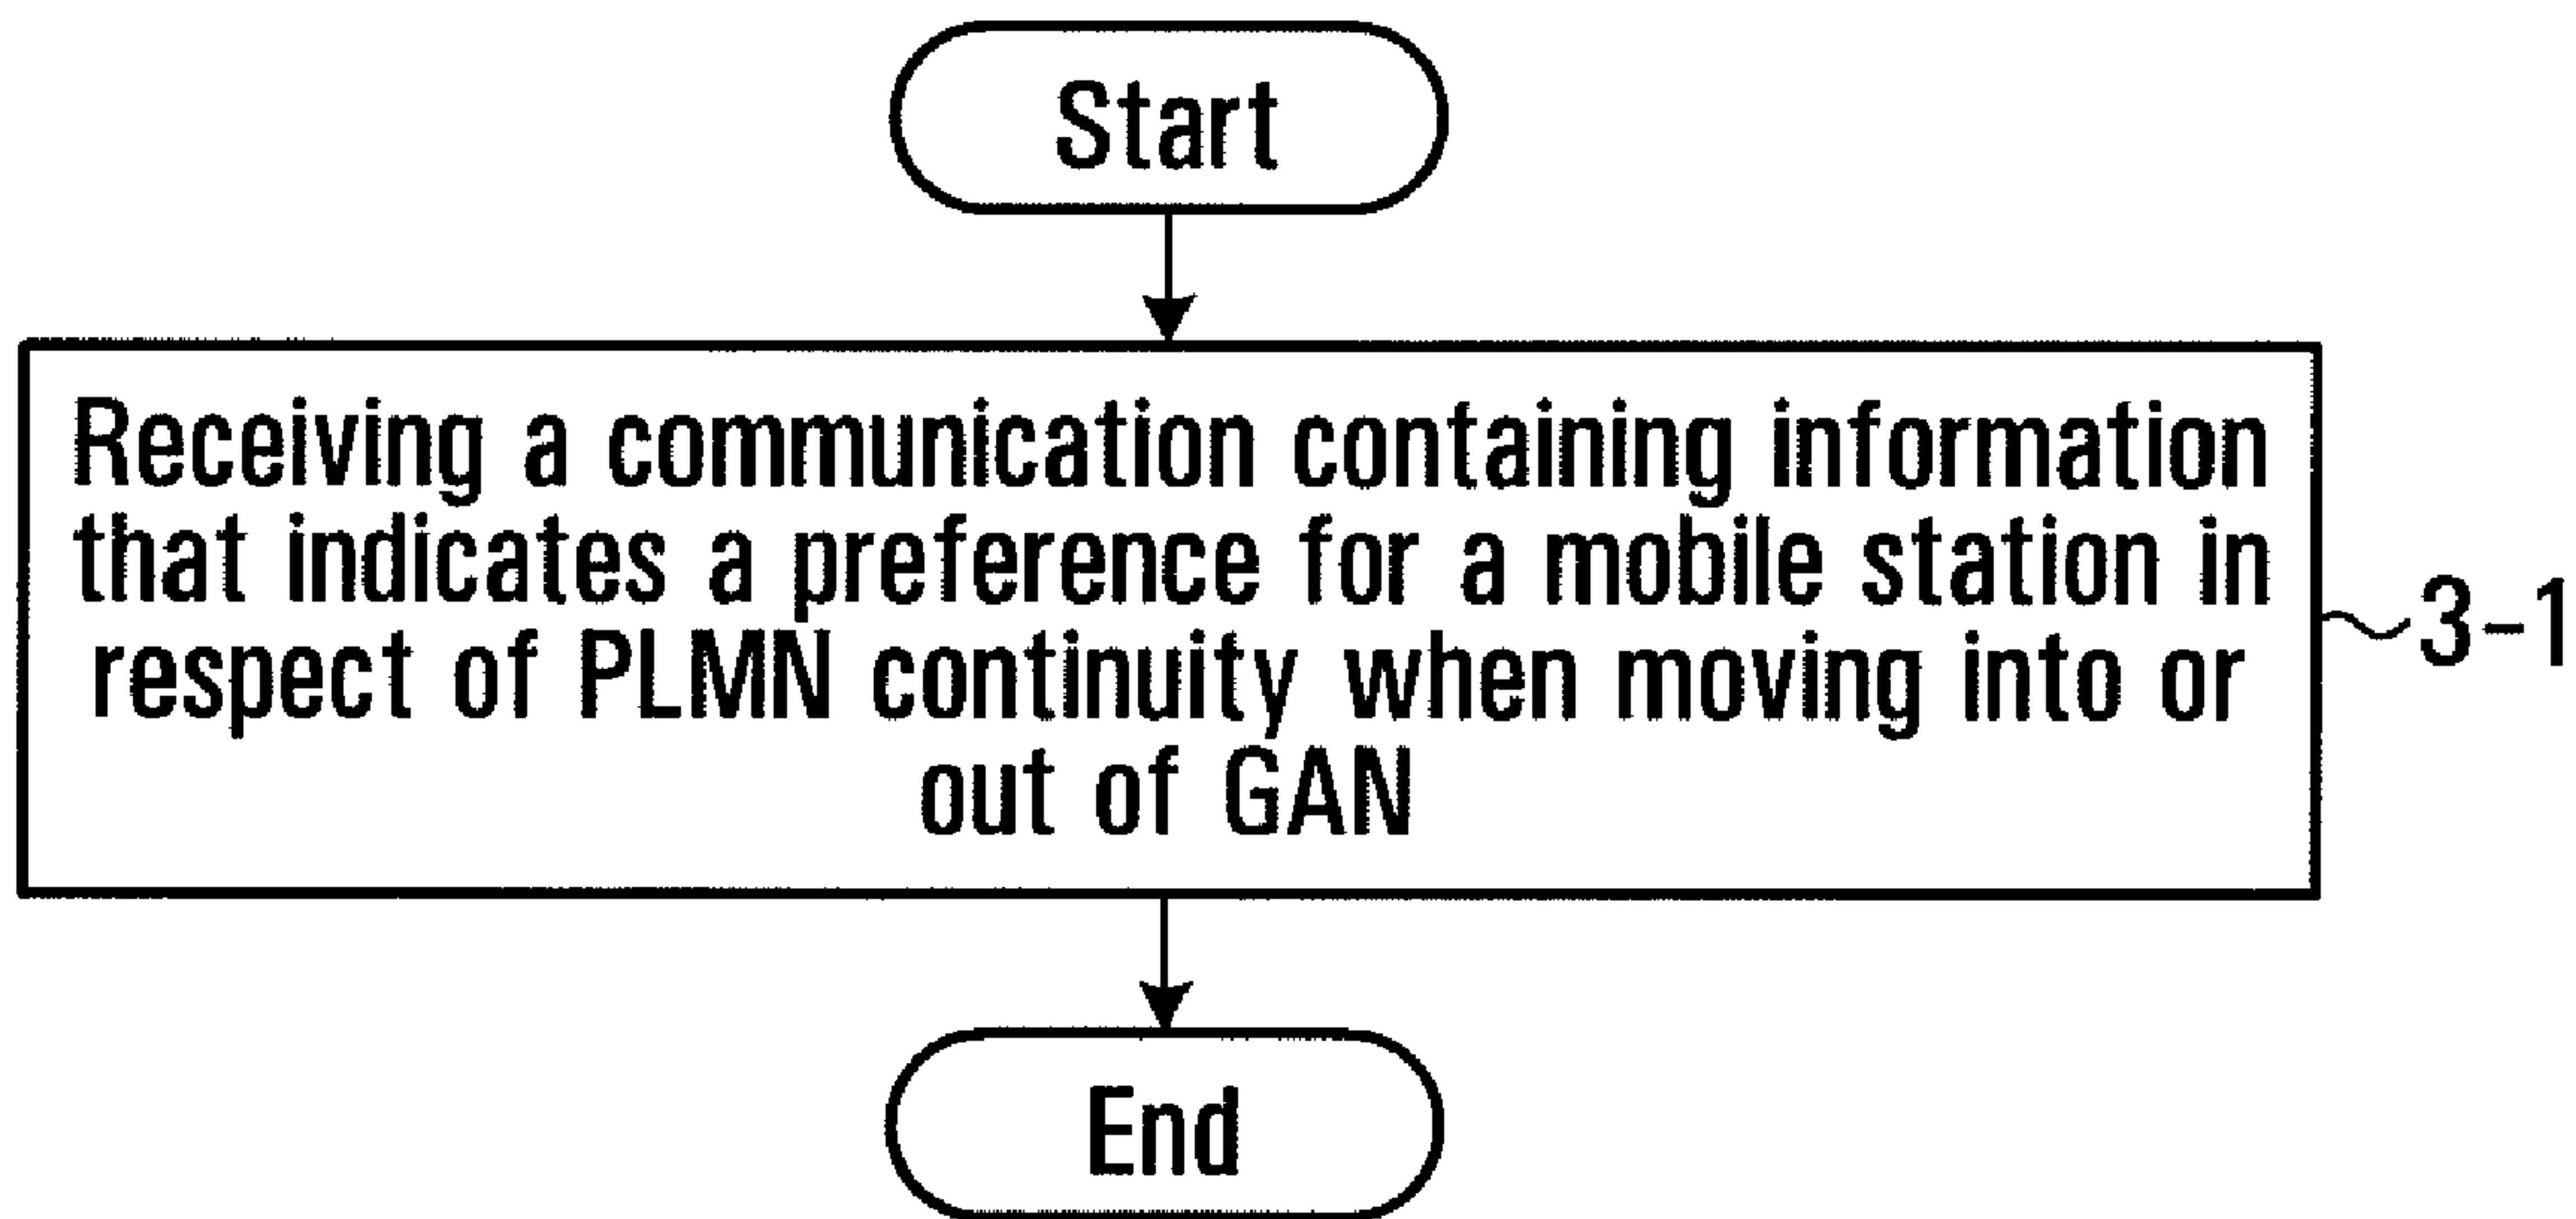 Start
Receiving a communication containing information
that indicates a preference for a mobile station in
respect of PLMN continuity when moving into or
out of GAN
3-1
End